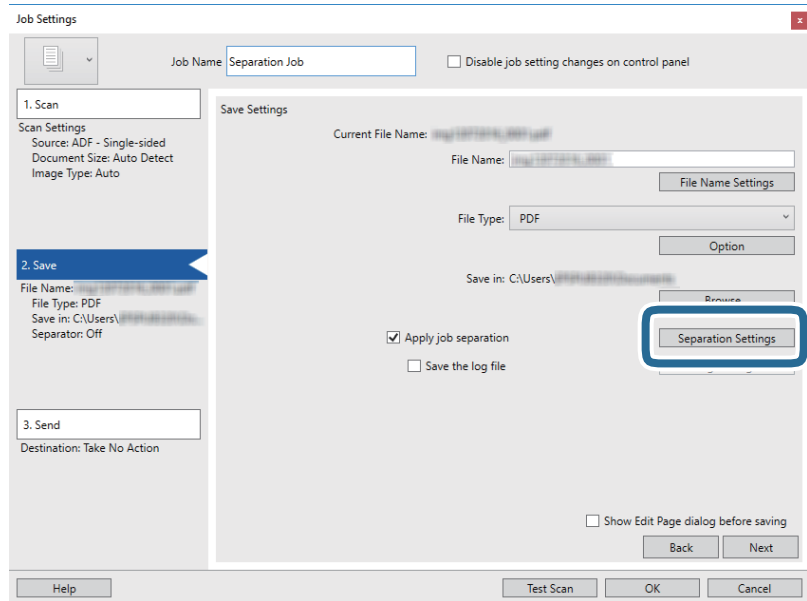 Job Settings
x
Job Name Separation Job
Disable job setting changes on control panel
1. Scan
Scan Settings
Source: ADF - Single-sided
Document Size: Auto Detect
Image Type: Auto
2. Save
File Name:
File Type: PDF
Save in: C:\Users\
Separator: Off
3. Send
Destination: Take No Action
Save Settings
Current File Name:
File Name:
File Name Settings
File Type: PDF
Option
Save in: C:\Users\
Browse
Apply job separation
Separation Settings
Save the log file
Show Edit Page dialog before saving
Back
Next
Help
Test Scan
OK
Cancel